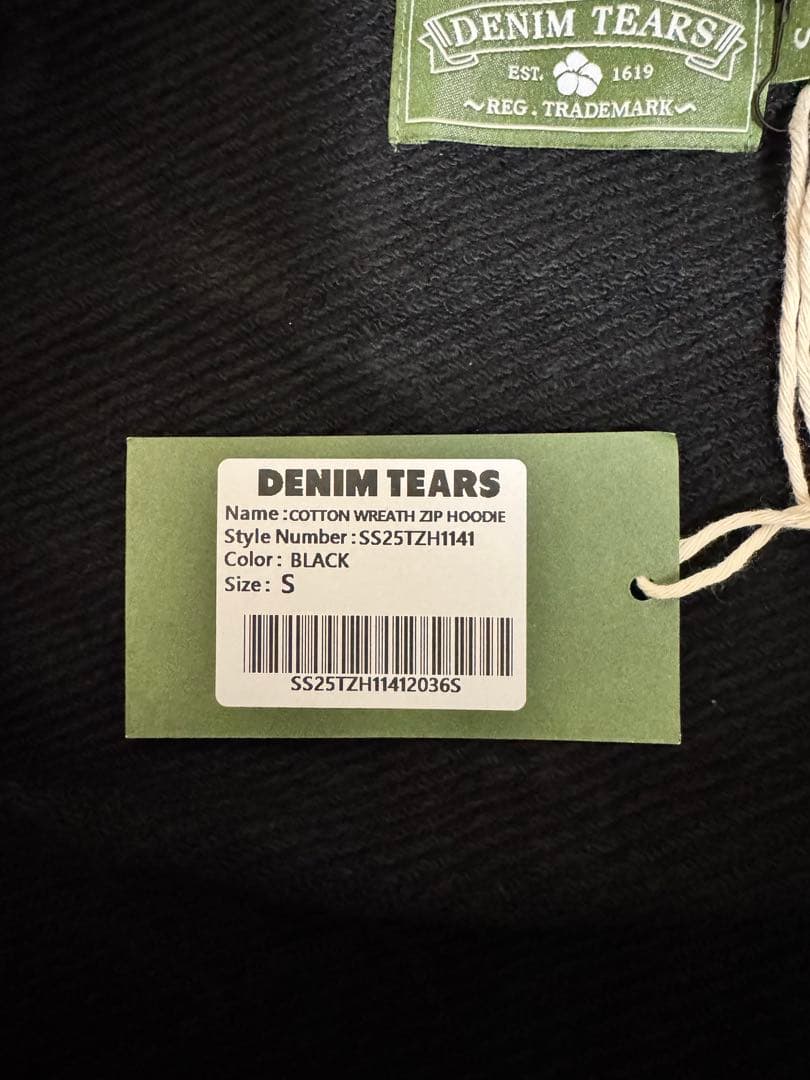 DENIM TEARS
EST. 1619
~REG. TRADEMARK~
S
DENIM TEARS
Name :COTTON WREATH ZIP HOODIE
Style Number :SS25TZH1141
Color : BLACK
Size : S
SS25TZH11412036S